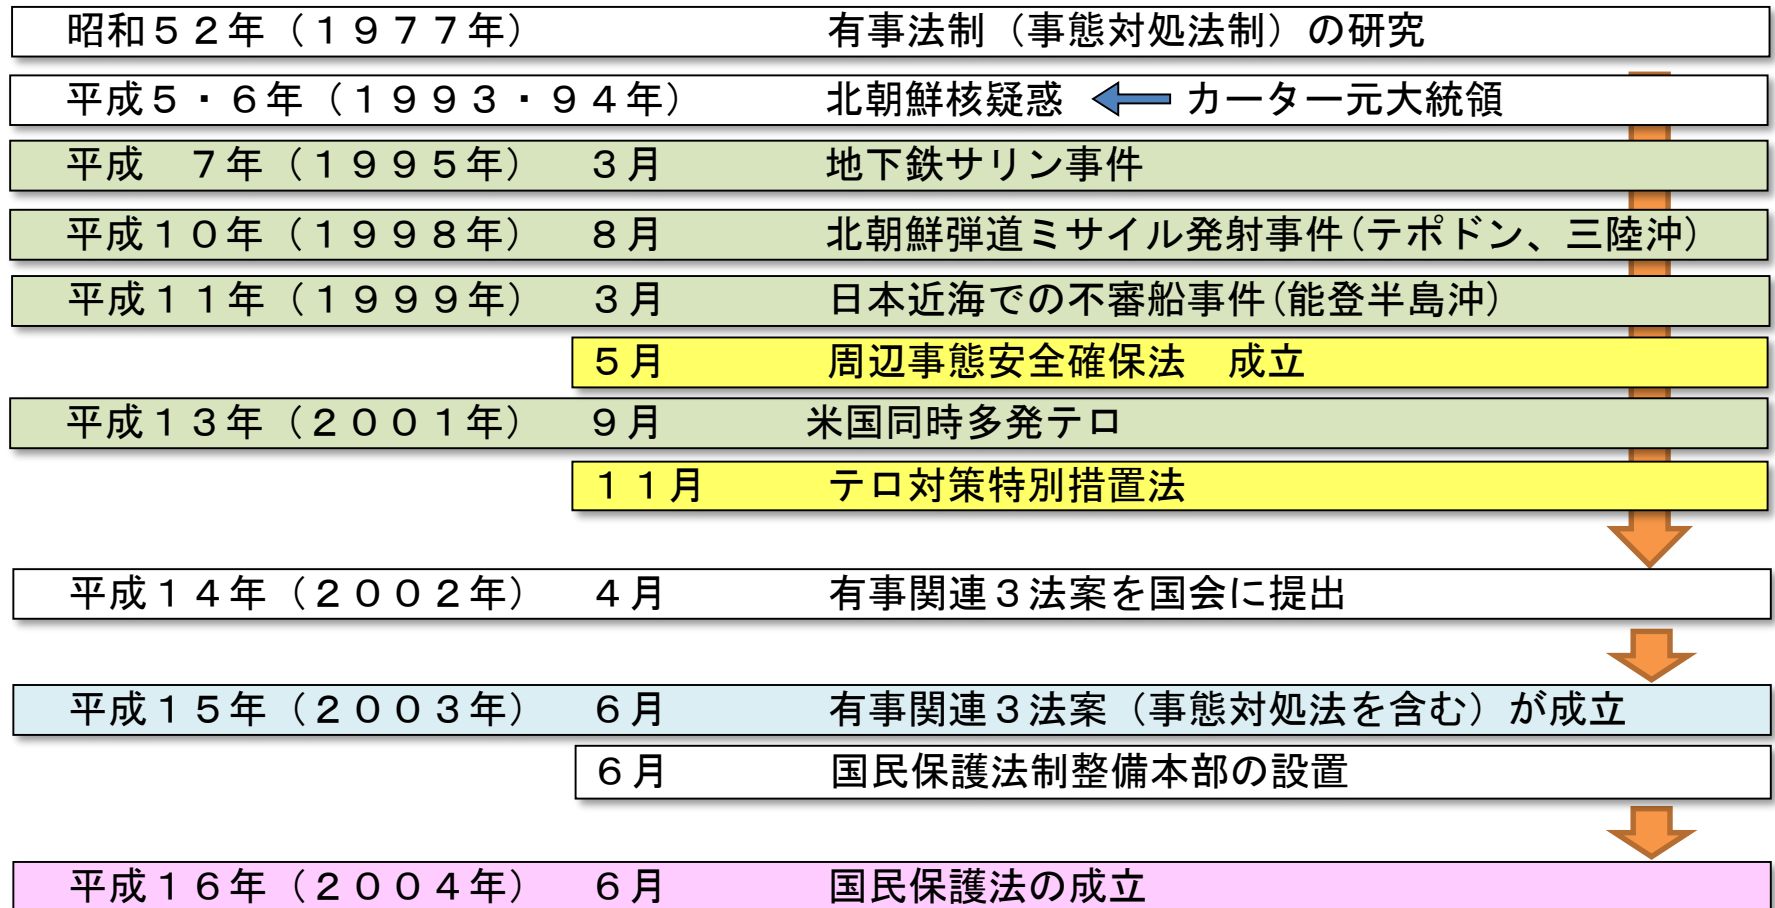 昭和５２年（１９７７年）　有事法制（事態対処法制）の研究
平成５・６年（１９９３・９４年）　北朝鮮核疑惑　カーター元大統領
平成　７年（１９９５年）　３月　地下鉄サリン事件
平成１０年（１９９８年）　８月　北朝鮮弾道ミサイル発射事件(テポドン、三陸沖)
平成１１年（１９９９年）　３月　日本近海での不審船事件(能登半島沖)
５月　周辺事態安全確保法　成立
平成１３年（２００１年）　９月　米国同時多発テロ
１１月　テロ対策特別措置法
平成１４年（２００２年）　４月　有事関連３法案を国会に提出
平成１５年（２００３年）　６月　有事関連３法案（事態対処法を含む）が成立
６月　国民保護法制整備本部の設置
平成１６年（２００４年）　６月　国民保護法の成立